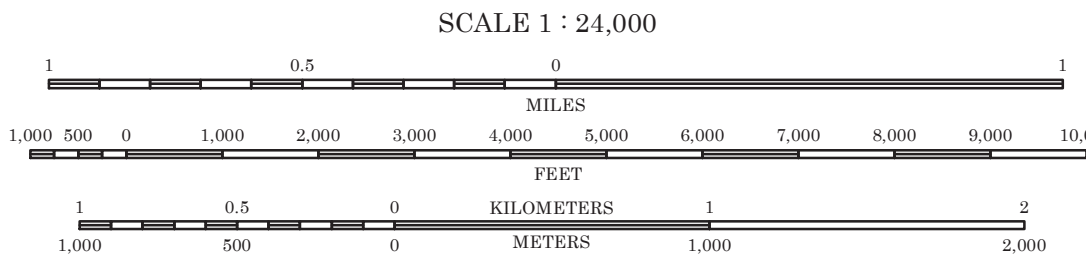 SCALE 1 : 24,000
1 0.5 0 1
MILES
1,000 500 0 1,000 2,000 3,000 4,000 5,000 6,000 7,000 8,000 9,000 10,0
FEET
1 0.5 0 KILOMETERS 1 2
1,000 500 0 METERS 1,000 2,000